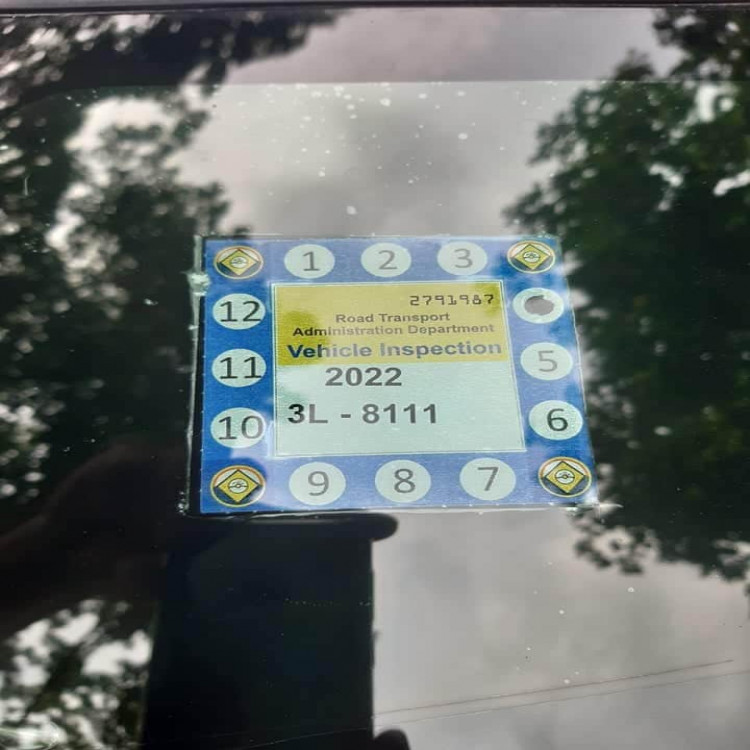 1 2 3
12
2791987
Road Transport
Administration Department
11
Vehicle Inspection
5
2022
10
3L - 8111
6
9 8 7